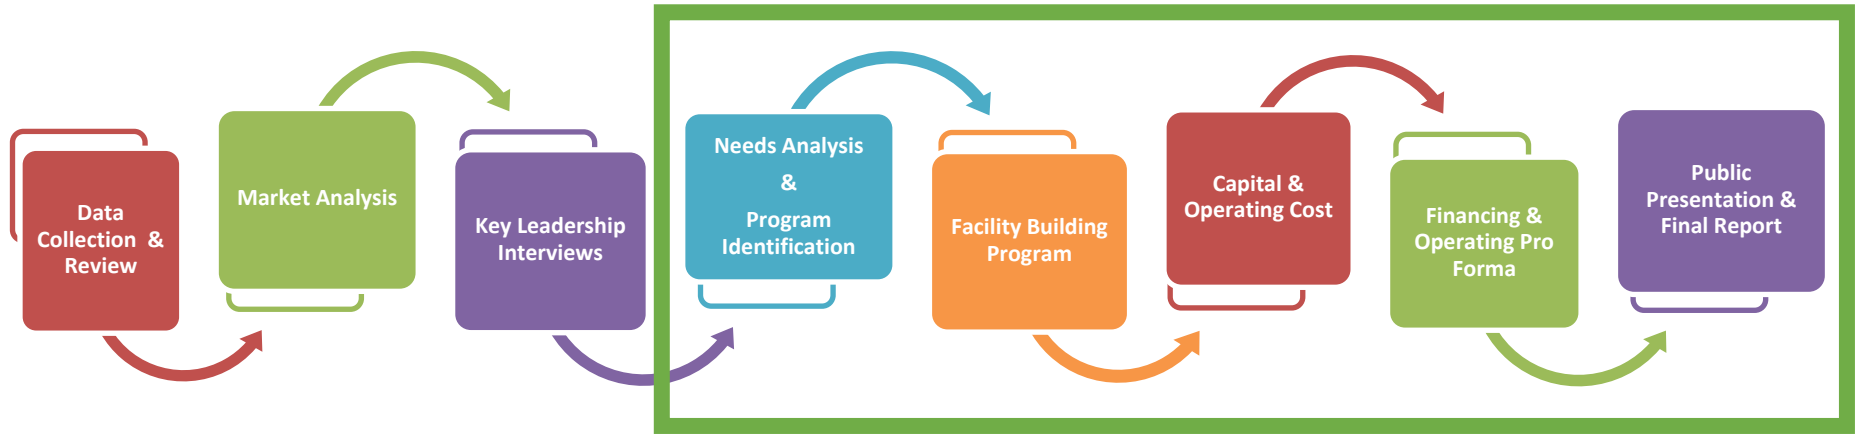 Data
Collection & 
Review
Market Analysis
Key Leadership
Interviews
Needs Analysis
&
Program
Identification
Facility Building
Program
Capital &
Operating Cost
Financing &
Operating Pro
Forma
Public
Presentation &
Final Report